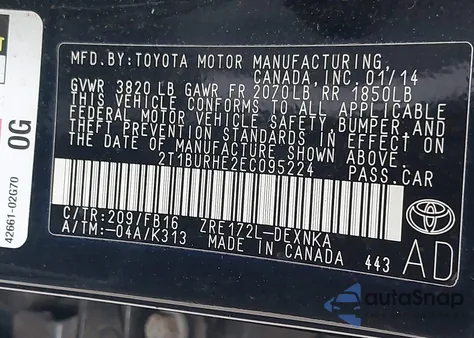 MFD.BY:TOYOTA MOTOR MANUFACTURING,
CANADA, INC. 01/14
GVWR 3820 LB GAWR FR 2070LB RR 1850LB
THIS VEHICLE CONFORMS TO ALL APPLICABLE
FEDERAL MOTOR VEHICLE SAFETY, BUMPER, AND
THEFT PREVENTION STANDARDS IN EFFECT ON
THE DATE OF MANUFACTURE SHOWN ABOVE.
2T1BURHE2EC095224 PASS.CAR
C/TR:209/FB16 ZRE172L-DEXNKA
A/TM:-04A/K313 MADE IN CANADA 443
AD
0G
42661-02G70
autoSnap